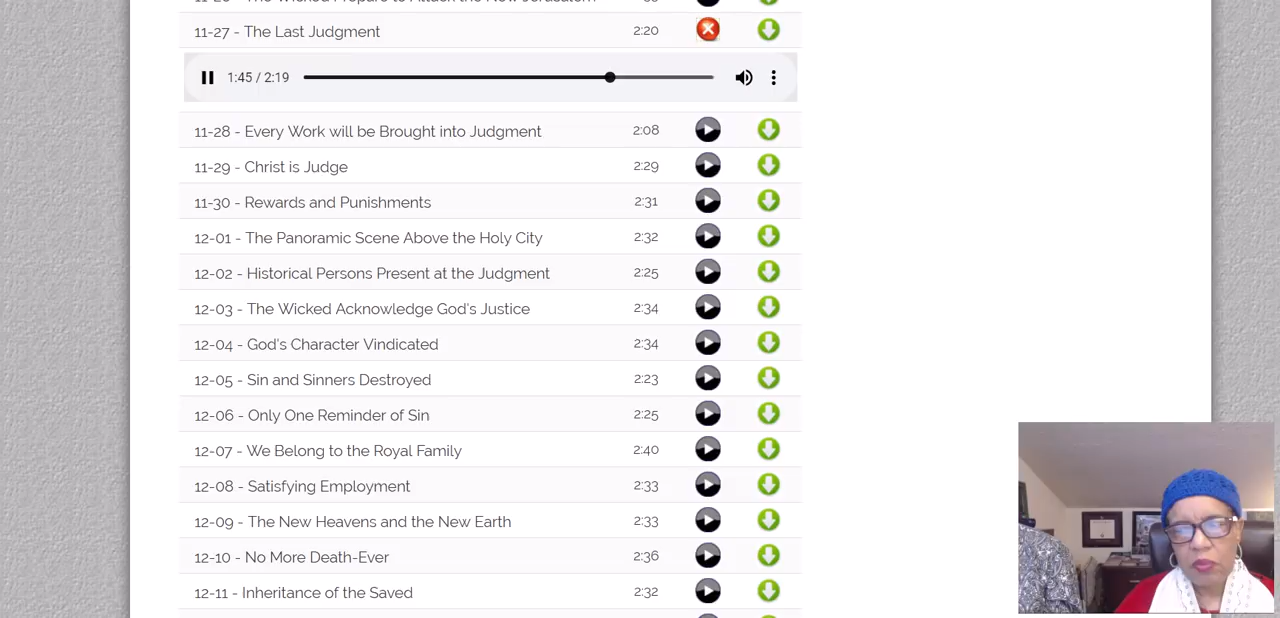 11-27 - The Last Judgment 2:20
1:45 / 2:19
11-28 - Every Work will be Brought into Judgment 2:08
11-29 - Christ is Judge 2:29
11-30 - Rewards and Punishments 2:31
12-01 - The Panoramic Scene Above the Holy City 2:32
12-02 - Historical Persons Present at the Judgment 2:25
12-03 - The Wicked Acknowledge God's Justice 2:34
12-04 - God's Character Vindicated 2:34
12-05 - Sin and Sinners Destroyed 2:23
12-06 - Only One Reminder of Sin 2:25
12-07 - We Belong to the Royal Family 2:40
12-08 - Satisfying Employment 2:33
12-09 - The New Heavens and the New Earth 2:33
12-10 - No More Death-Ever 2:36
12-11 - Inheritance of the Saved 2:32